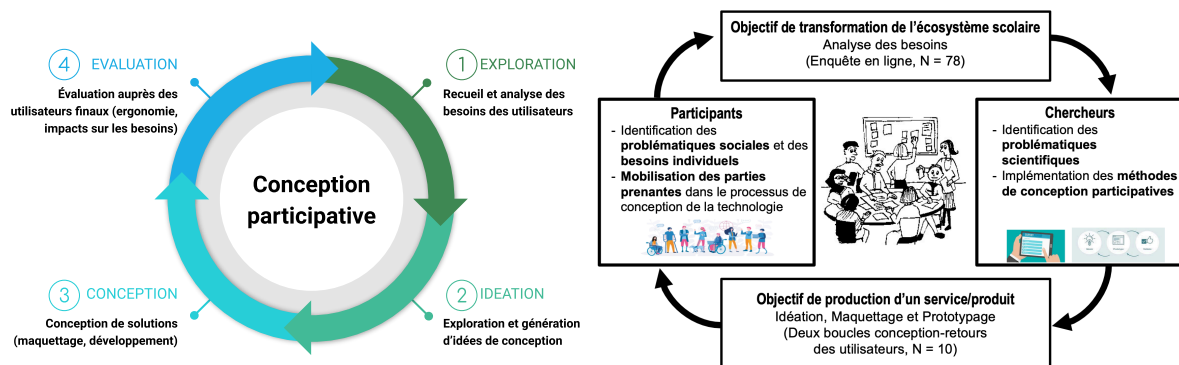 4 EVALUATION
Évaluation auprès des
utilisateurs finaux (ergonomie,
impacts sur les besoins)
1 EXPLORATION
Recueil et analyse des
besoins des utilisateurs
Conception
participative
3 CONCEPTION
Conception de solutions
(maquettage, développement)
2 IDEATION
Exploration et génération
d'idées de conception
Objectif de transformation de l'écosystème scolaire
Analyse des besoins
(Enquête en ligne, N = 78)
Participants
- Identification des
problématiques sociales et des
besoins individuels
- Mobilisation des parties
prenantes dans le processus de
conception de la technologie
Chercheurs
- Identification des
problématiques
scientifiques
- Implémentation des méthodes
de conception participatives
Objectif de production d'un service/produit
Idéation, Maquettage et Prototypage
(Deux boucles conception-retours
des utilisateurs, N = 10)